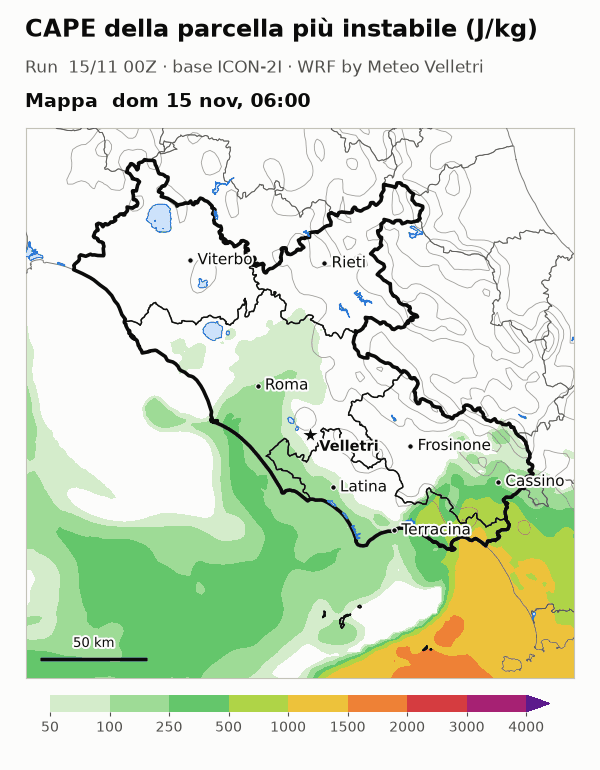 CAPE della parcella più instabile (J/kg)
Run  15/11 00Z · base ICON-2I · WRF by Meteo Velletri
Mappa  dom 15 nov, 06:00
Viterbo
Rieti
Roma
Velletri
Frosinone
Cassino
Latina
Terracina
50 km
50 100 250 500 1000 1500 2000 3000 4000